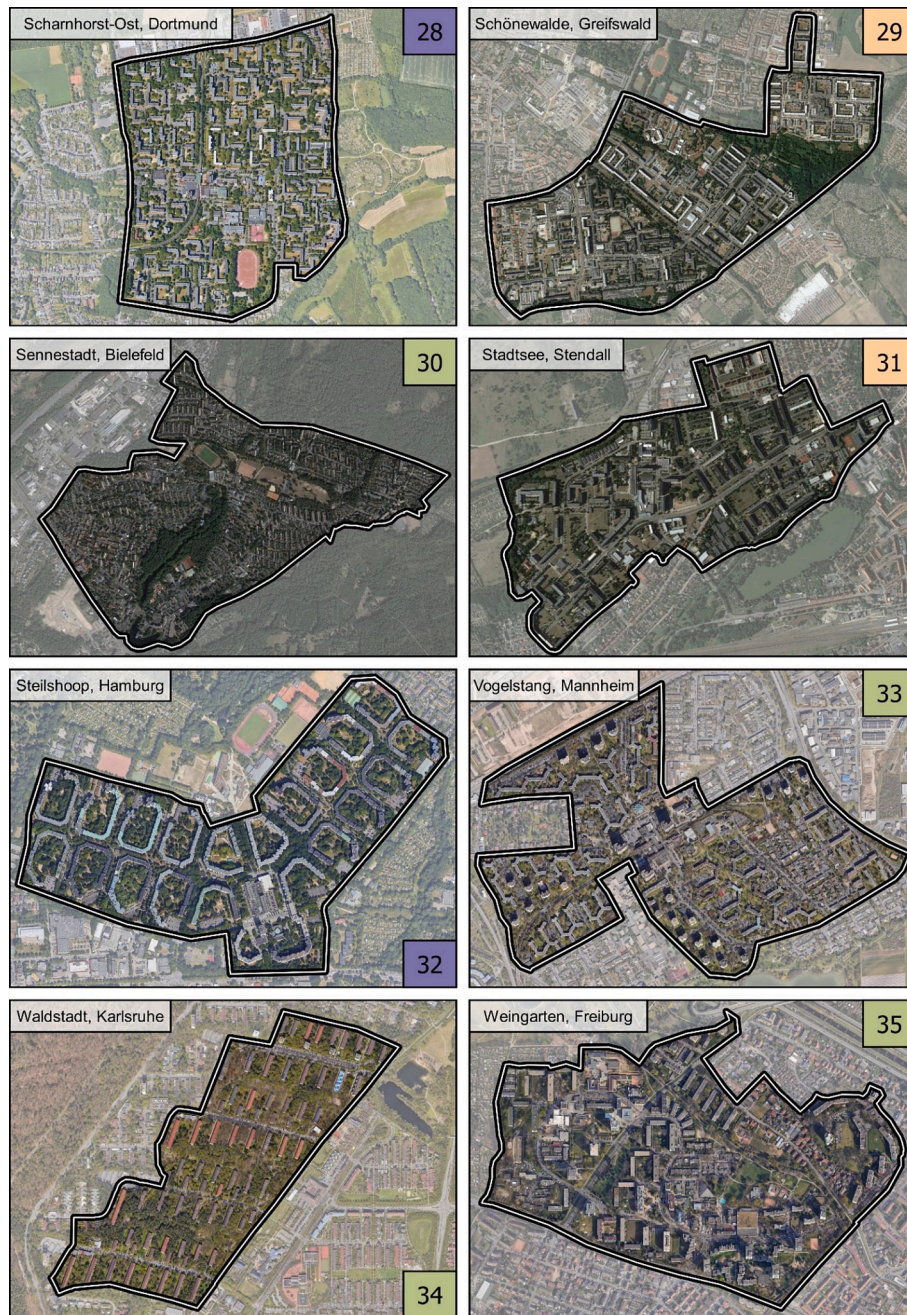 Scharnhorst-Ost, Dortmund
28
Schönewalde, Greifswald
29
Sennestadt, Bielefeld
30
Stadtsee, Stendall
31
Steilshoop, Hamburg
32
Vogelstang, Mannheim
33
Waldstadt, Karlsruhe
34
Weingarten, Freiburg
35